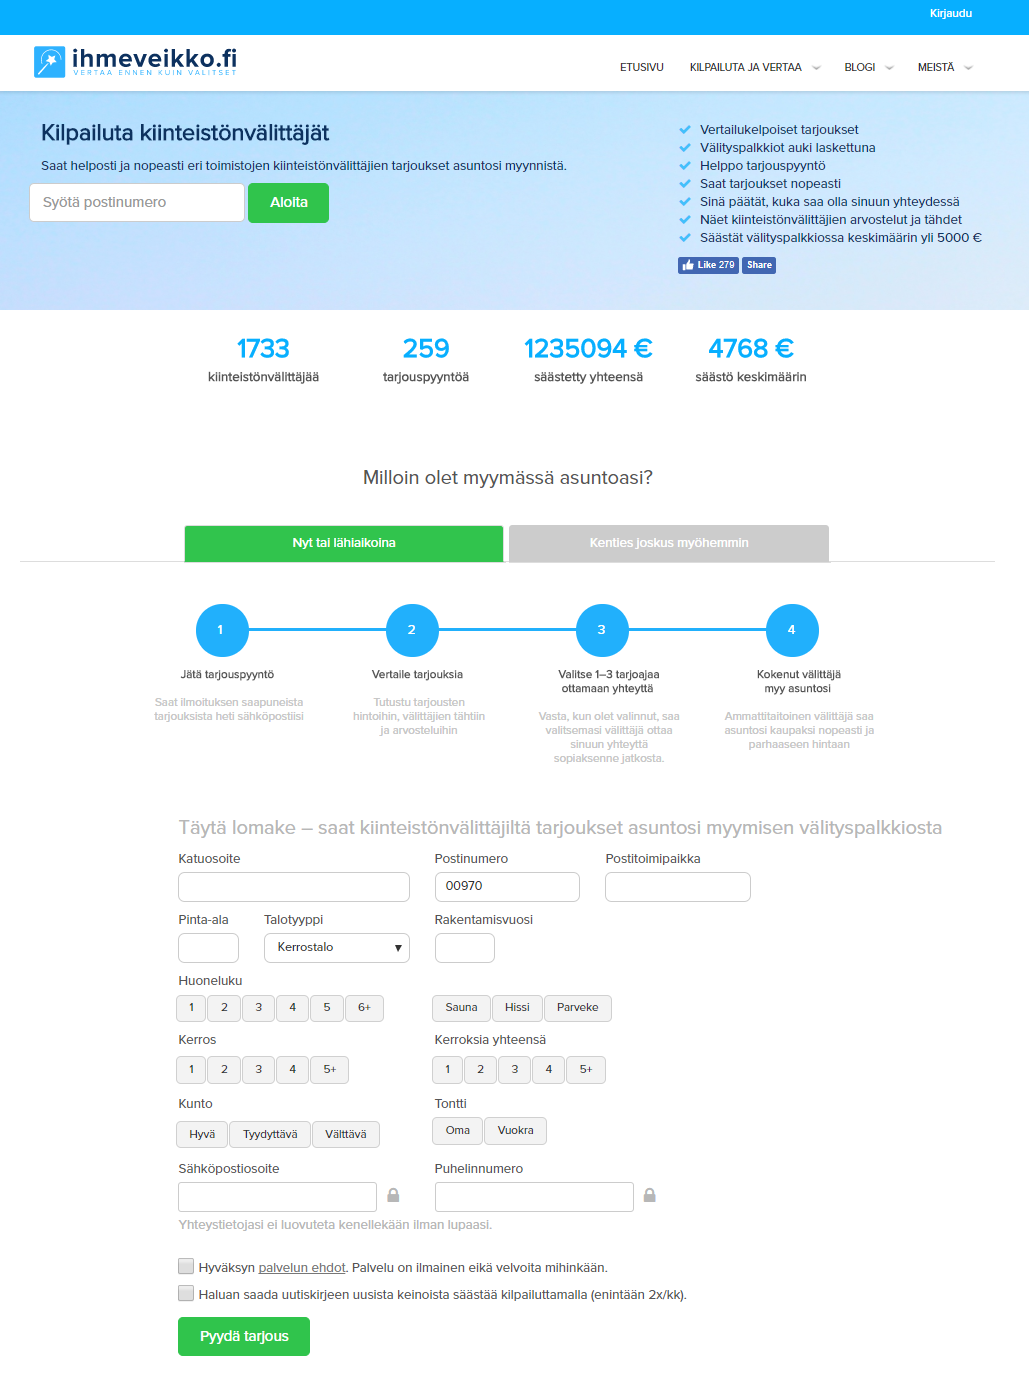 Kirjaudu
ihmeveikko.fi
VERTAA ENNEN KUIN VALITSET
ETUSIVU KILPAILUTA JA VERTAA BLOGI MEISTÄ
Kilpailuta kiinteistönvälittäjät
Saat helposti ja nopeasti eri toimistojen kiinteistönvälittäjien tarjoukset asuntosi myynnistä.
Syötä postinumero Aloita
Vertailukelpoiset tarjoukset
Välityspalkkiot auki laskettuna
Helppo tarjouspyyntö
Saat tarjoukset nopeasti
Sinä päätät, kuka saa olla sinuun yhteydessä
Näet kiinteistönvälittäjien arvostelut ja tähdet
Säästät välityspalkkiossa keskimäärin yli 5000 €
Like 279 Share
1733 259 1235094 € 4768 €
kiinteistönvälittäjää tarjouspyyntöä säästetty yhteensä säästö keskimäärin
Milloin olet myymässä asuntoasi?
Nyt tai lähiaikoina Kenties joskus myöhemmin
1 2 3 4
Jätä tarjouspyyntö
Saat ilmoituksen saapuneista
tarjouksista heti sähköpostiisi
Vertaile tarjouksia
Tutustu tarjousten
hintoihin, välittäjien tähtiin
ja arvosteluihin
Valitse 1–3 tarjoajaa
ottamaan yhteyttä
Vasta, kun olet valinnut, saa
valitsemasi välittäjä ottaa
sinuun yhteyttä
sopiaksenne jatkosta.
Kokenut välittäjä
myy asuntosi
Ammattitaitoinen välittäjä saa
asuntosi kaupaksi nopeasti ja
parhaaseen hintaan
Täytä lomake – saat kiinteistönvälittäjiltä tarjoukset asuntosi myymisen välityspalkkiosta
Katuosoite Postinumero Postitoimipaikka
00970
Pinta-ala Talotyyppi Rakentamisvuosi
Kerrostalo
Huoneluku
1 2 3 4 5 6+ Sauna Hissi Parveke
Kerros Kerroksia yhteensä
1 2 3 4 5+ 1 2 3 4 5+
Kunto Tontti
Hyvä Tyydyttävä Välttävä Oma Vuokra
Sähköpostiosoite Puhelinnumero
Yhteystietojasi ei luovuteta kenellekään ilman lupaasi.
Hyväksyn palvelun ehdot. Palvelu on ilmainen eikä velvoita mihinkään.
Haluan saada uutiskirjeen uusista keinoista säästää kilpailuttamalla (enintään 2x/kk).
Pyydä tarjous